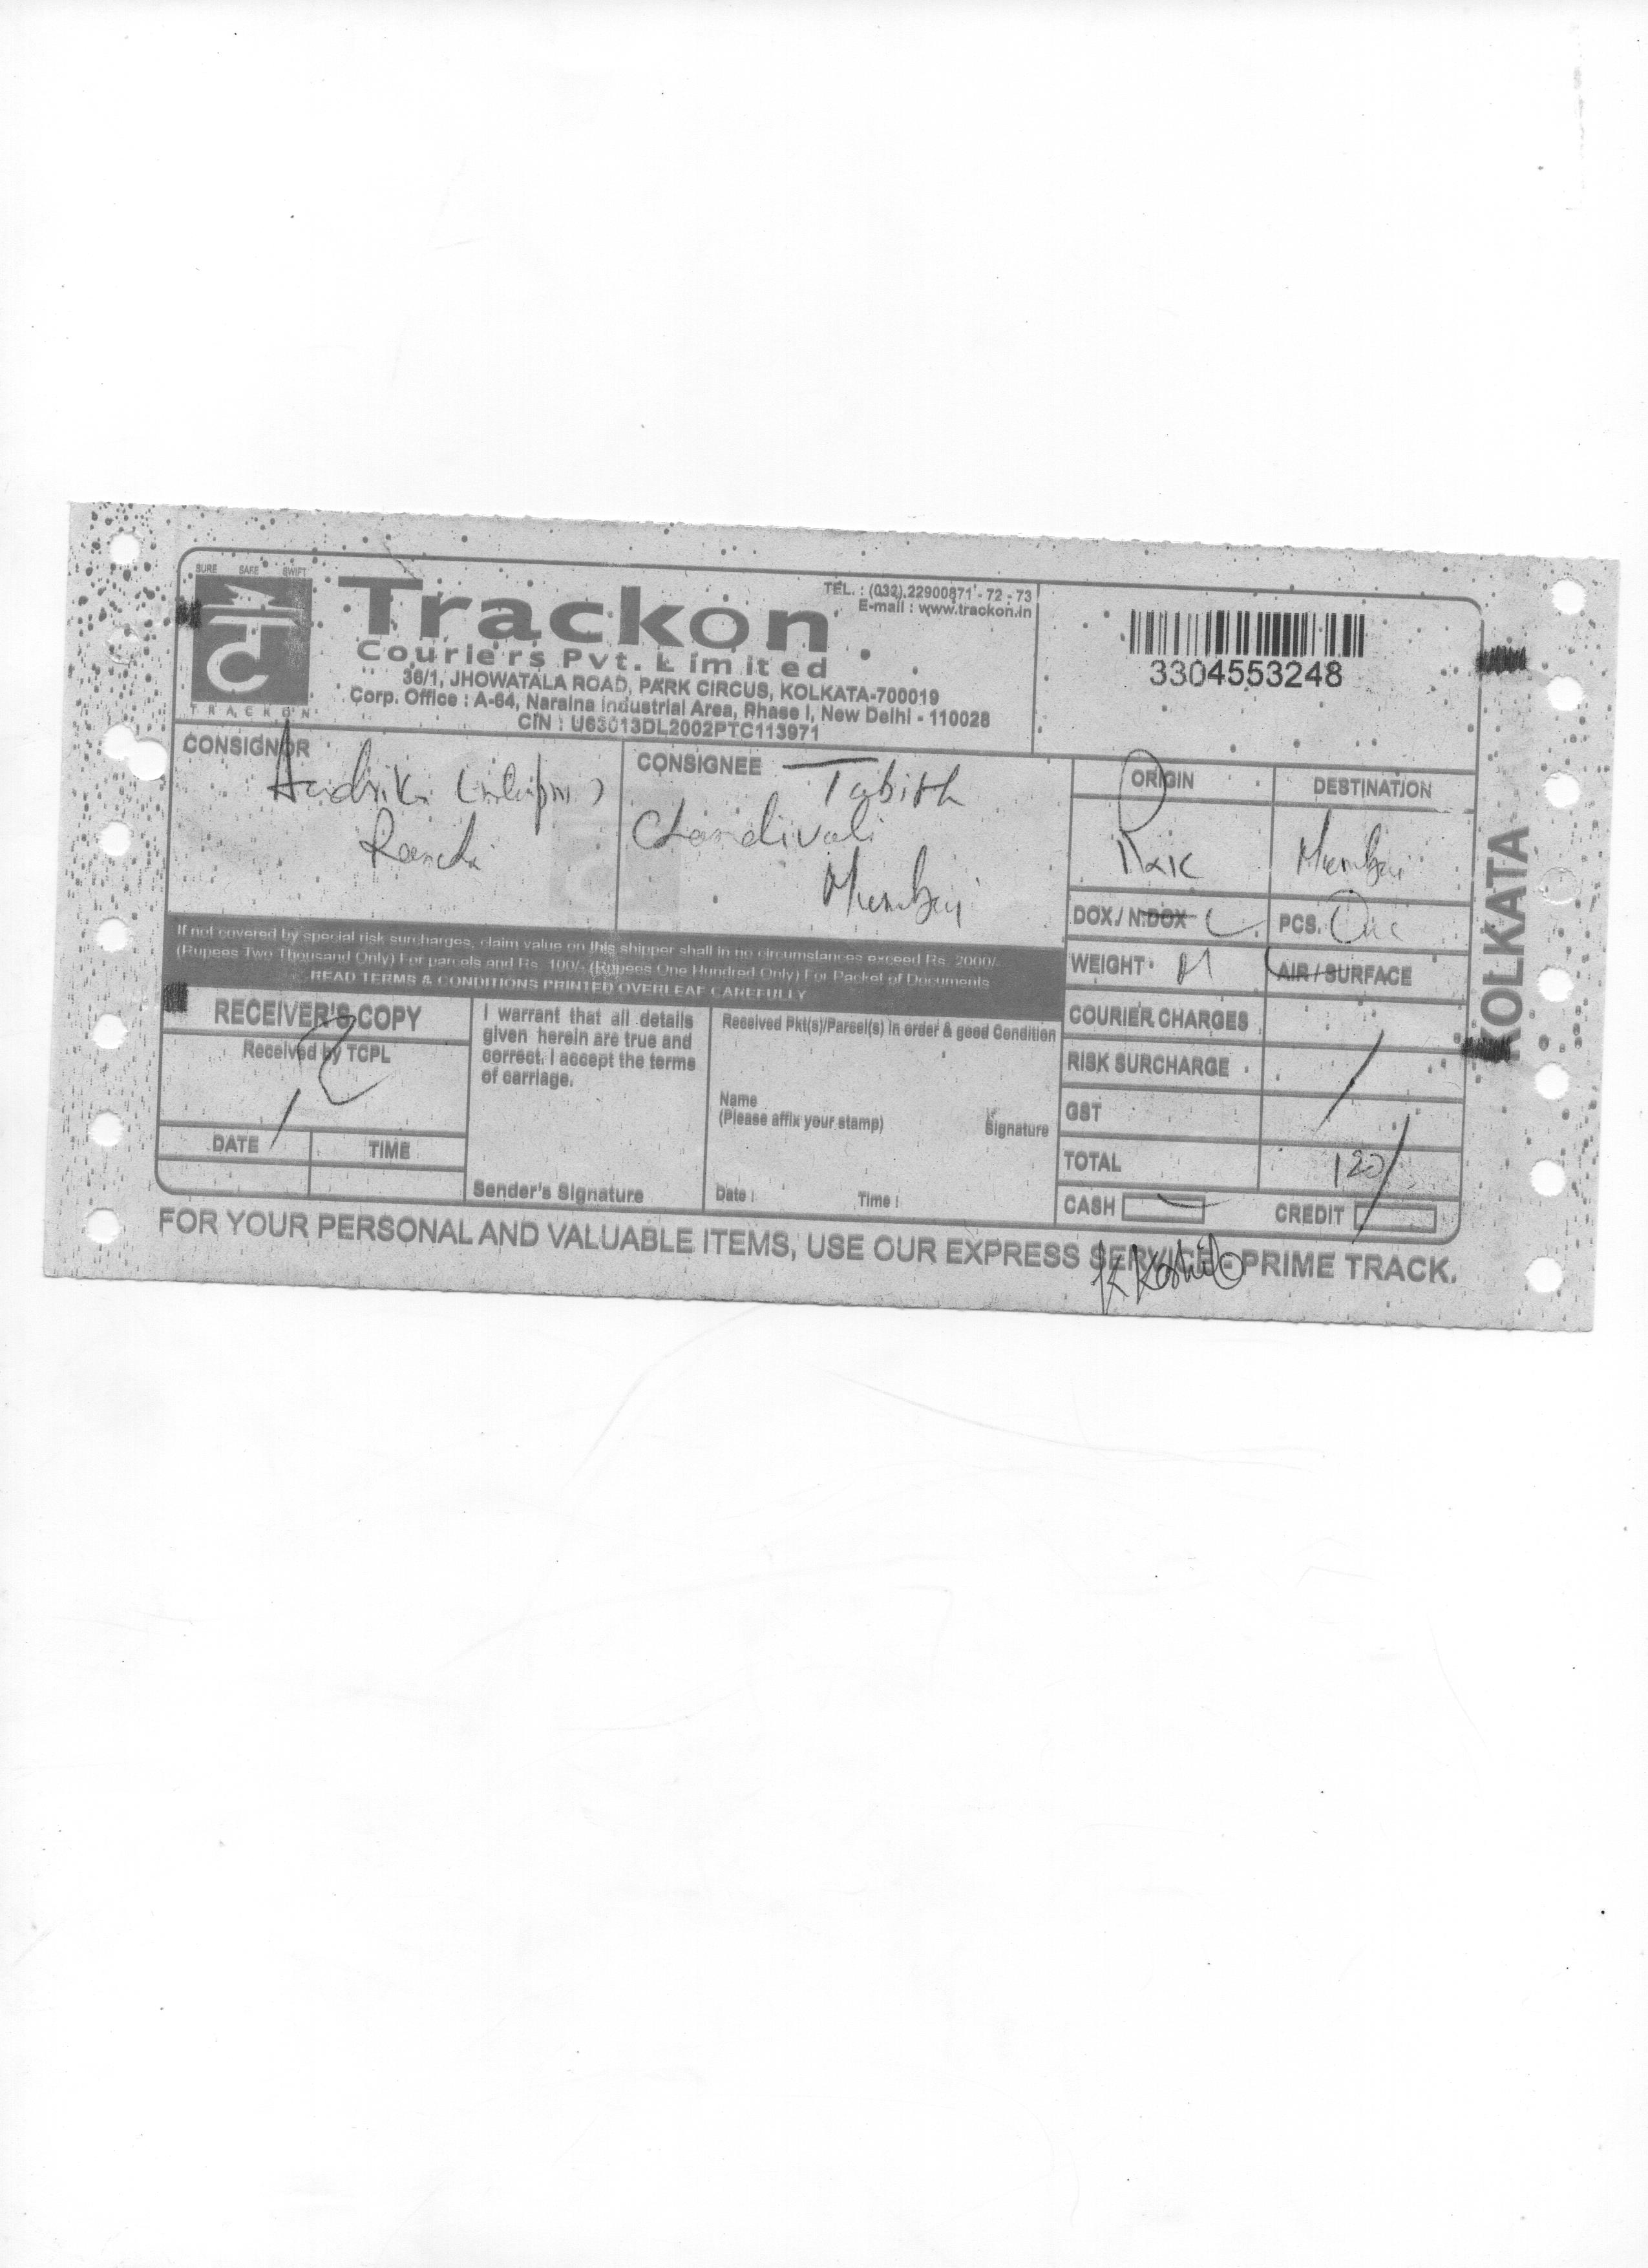 SURE SAFE SWIFT
TRACKON
Trackon
Couriers Pvt. Limited
TEL. : (032).22900871 - 72 - 73
E-mail : www.trackon.in
36/1, JHOWATALA ROAD, PARK CIRCUS, KOLKATA-700019
Corp. Office : A-64, Naraina Industrial Area, Phase I, New Delhi - 110028
CIN : U63013DL2002PTC113971
3304553248
CONSIGNOR
Ranchi
CONSIGNEE Tabish
Chandivali
Mumbai
ORIGIN
DESTINATION
Mumbai
DOX / N.DOX
PCS. One
WEIGHT
AIR / SURFACE
COURIER CHARGES
RISK SURCHARGE
GST
TOTAL 120/
CASH
CREDIT
KOLKATA
If not covered by special risk surcharges, claim value on this shipper shall in no circumstances exceed Rs. 2000/-
(Rupees Two Thousand Only) For parcels and Rs. 100/- (Rupees One Hundred Only) For Packet of Documents
READ TERMS & CONDITIONS PRINTED OVERLEAF CAREFULLY
RECEIVER'S COPY
Received by TCPL
DATE
TIME
I warrant that all details
given herein are true and
correct. I accept the terms
of carriage.
Sender's Signature
Received Pkt(s)/Parcel(s) in order & good Condition
Name
(Please affix your stamp)
Signature
Date :
Time :
FOR YOUR PERSONAL AND VALUABLE ITEMS, USE OUR EXPRESS SERVICE - PRIME TRACK.